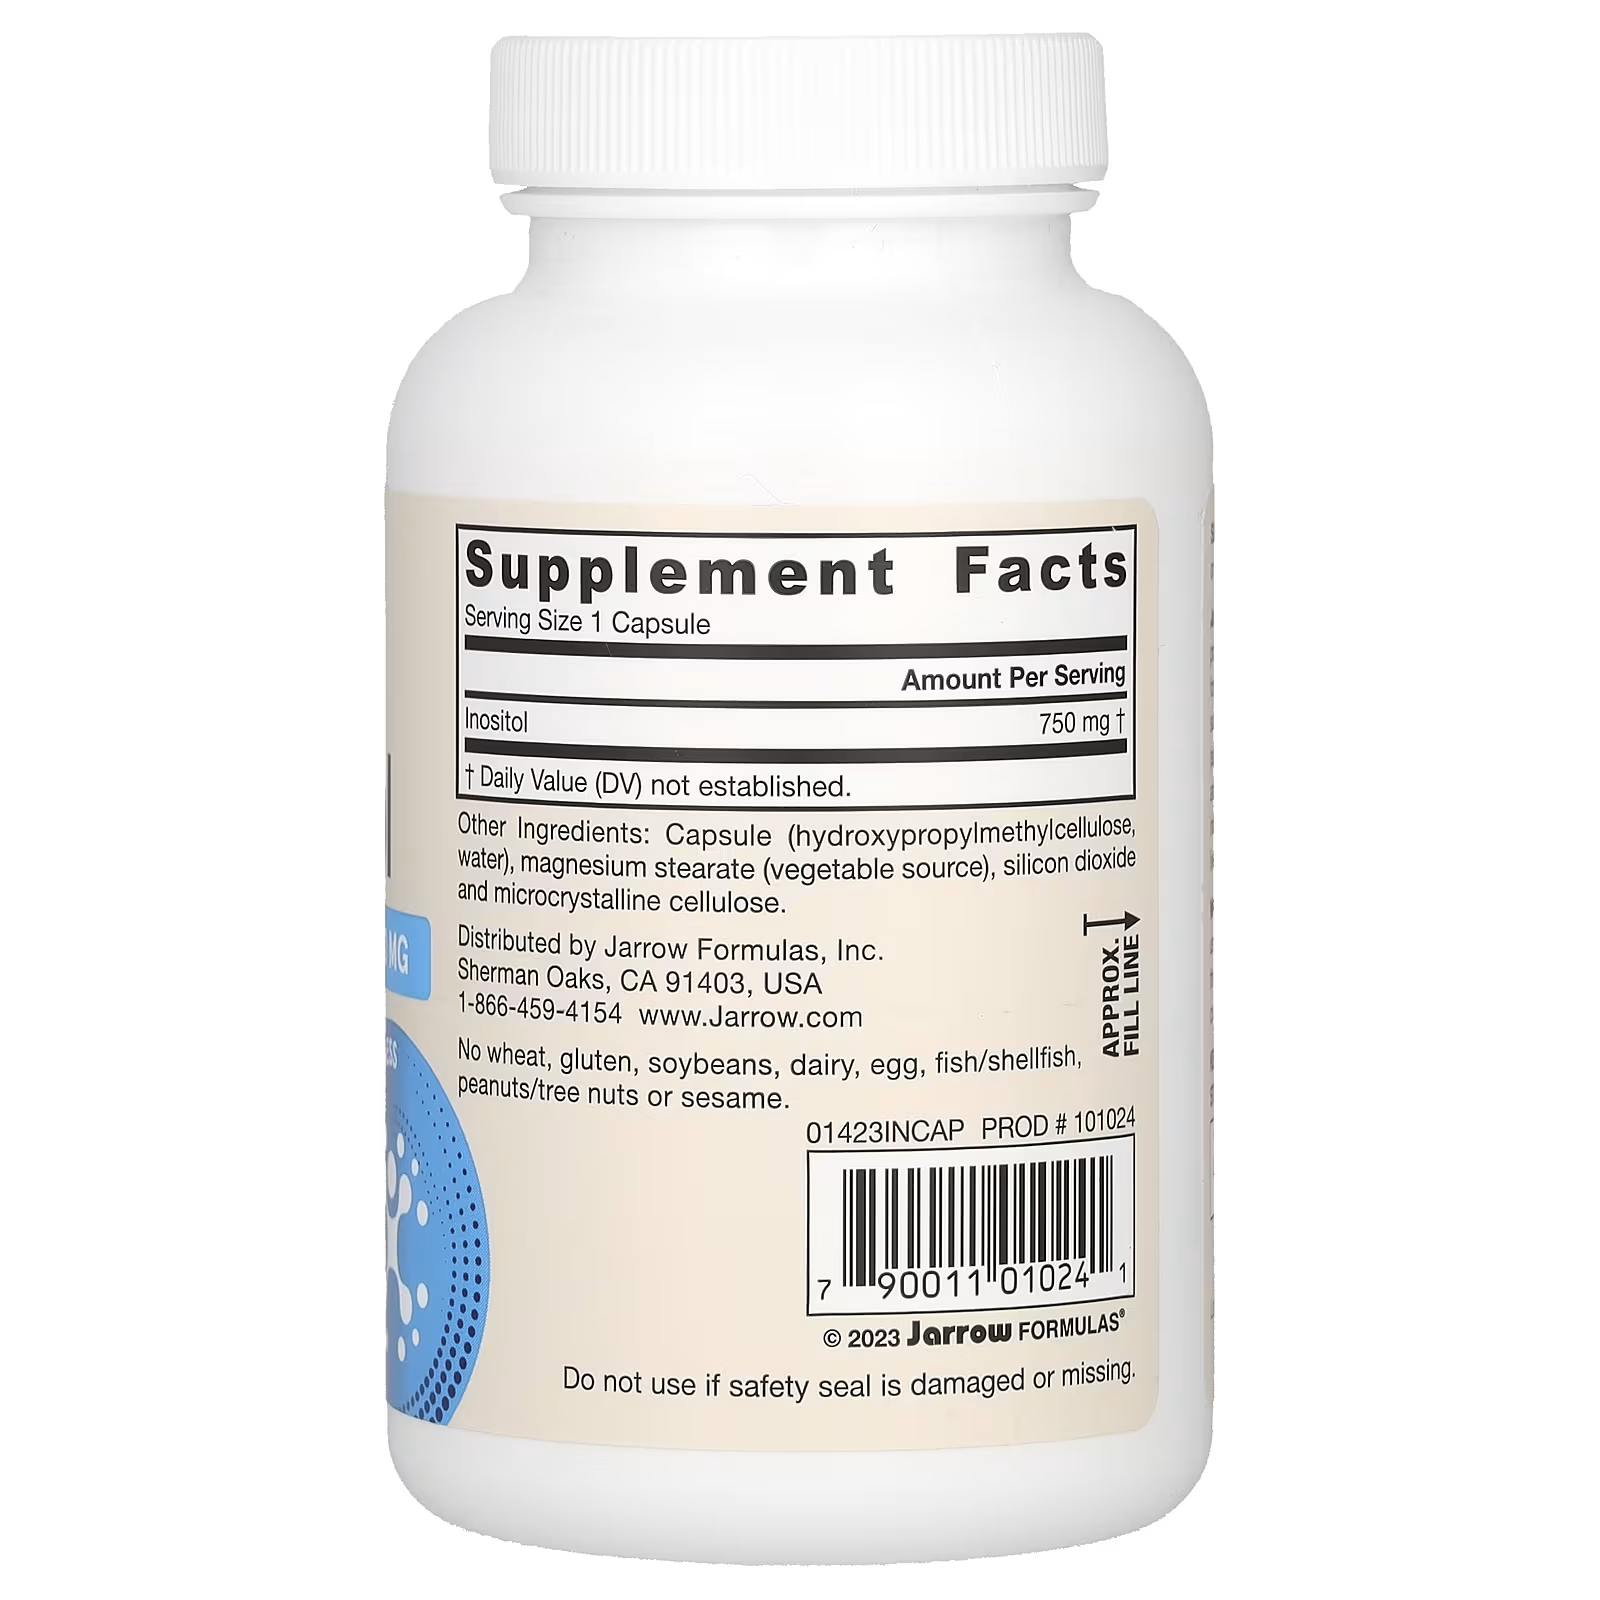 Supplement Facts
Serving Size 1 Capsule
Amount Per Serving
Inositol 750 mg †
† Daily Value (DV) not established.
Other Ingredients: Capsule (hydroxypropylmethylcellulose,
water), magnesium stearate (vegetable source), silicon dioxide
and microcrystalline cellulose.
Distributed by Jarrow Formulas, Inc.
Sherman Oaks, CA 91403, USA
1-866-459-4154 www.Jarrow.com
APPROX.
FILL LINE
No wheat, gluten, soybeans, dairy, egg, fish/shellfish,
peanuts/tree nuts or sesame.
01423INCAP PROD # 101024
7 90011 01024 1
© 2023 Jarrow FORMULAS®
Do not use if safety seal is damaged or missing.
MG